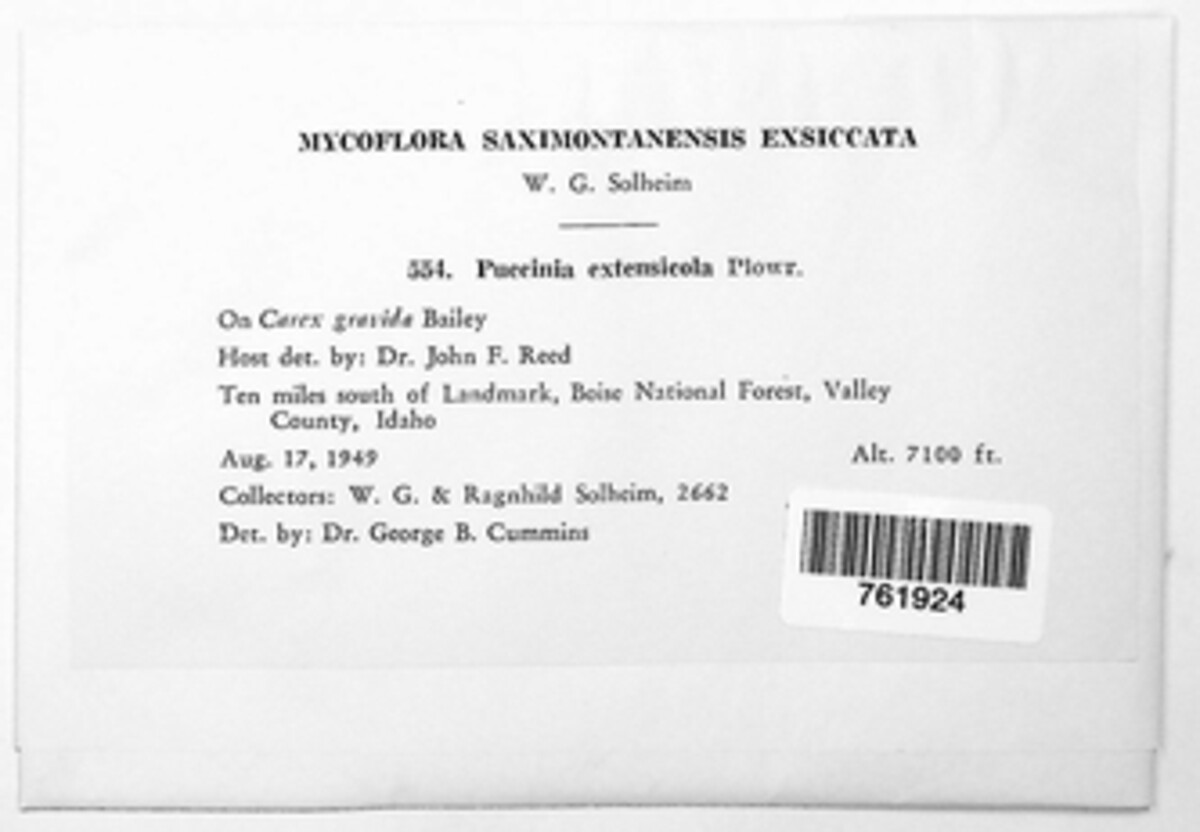 MYCOFLORA SAXIMONTANENSIS EXSICCATA
W. G. Solheim
554. Puccinia extensicola Plowr.
On Carex gravida Bailey
Host det. by: Dr. John F. Reed
Ten miles south of Landmark, Boise National Forest, Valley
County, Idaho
Aug. 17, 1949 Alt. 7100 ft.
Collectors: W. G. & Ragnhild Solheim, 2662
Det. by: Dr. George B. Cummins
761924